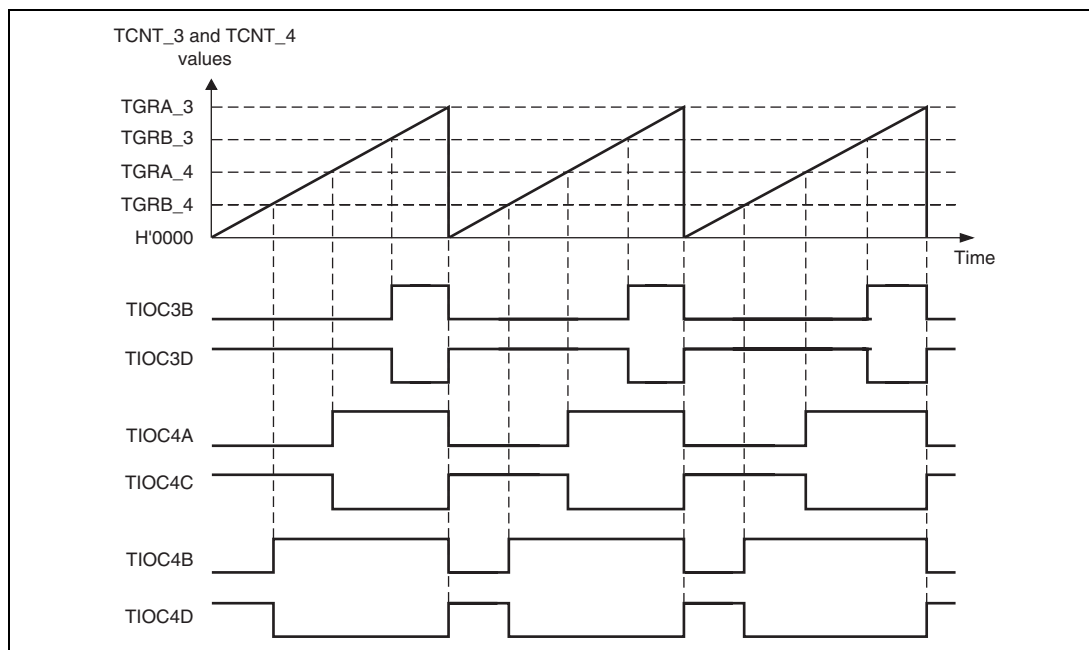 TCNT_3 and TCNT_4
values
TGRA_3
TGRB_3
TGRA_4
TGRB_4
H'0000
Time
TIOC3B
TIOC3D
TIOC4A
TIOC4C
TIOC4B
TIOC4D